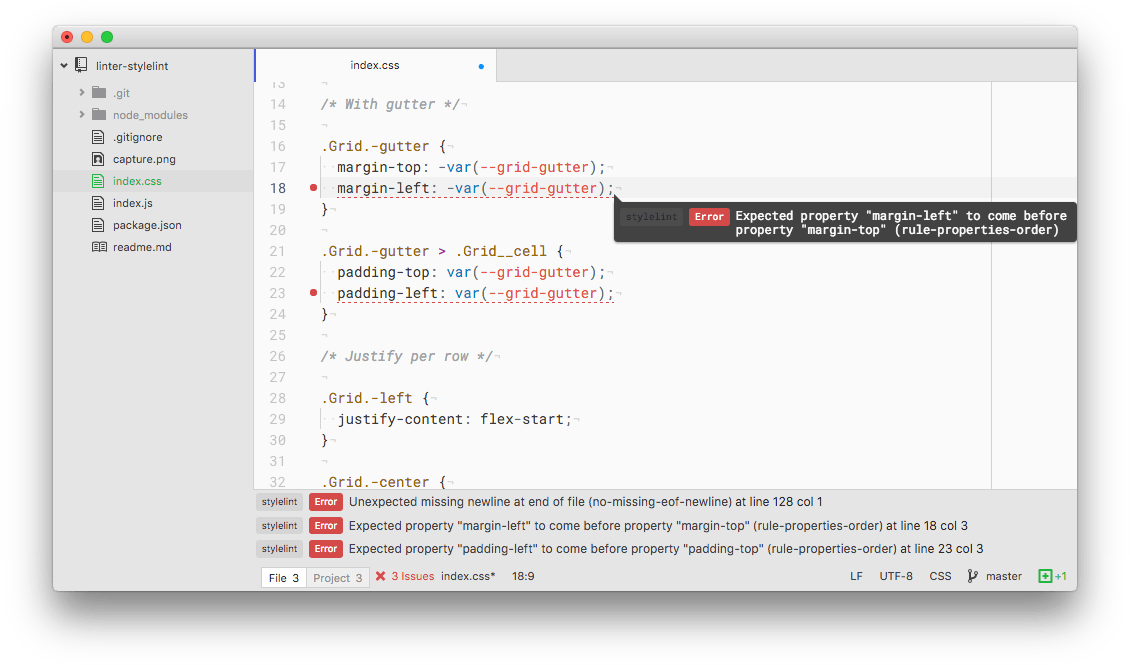 linter-stylelint
.git
node_modules
.gitignore
capture.png
index.css
index.js
package.json
readme.md
index.css
13 ¬
14 /* With gutter */¬
15 ¬
16 .Grid.-gutter {¬
17 ··margin-top: -var(--grid-gutter);¬
18 ··margin-left: -var(--grid-gutter);¬
19 }¬
20 ¬
21 .Grid.-gutter > .Grid__cell {¬
22 ··padding-top: var(--grid-gutter);¬
23 ··padding-left: var(--grid-gutter);¬
24 }¬
25 ¬
26 /* Justify per row */¬
27 ¬
28 .Grid.-left {¬
29 ··justify-content: flex-start;¬
30 }¬
31 ¬
32 .Grid.-center {¬
stylelint Error Expected property "margin-left" to come before
property "margin-top" (rule-properties-order)
stylelint Error Unexpected missing newline at end of file (no-missing-eof-newline) at line 128 col 1
stylelint Error Expected property "margin-left" to come before property "margin-top" (rule-properties-order) at line 18 col 3
stylelint Error Expected property "padding-left" to come before property "padding-top" (rule-properties-order) at line 23 col 3
File 3 Project 3 3 Issues index.css* 18:9 LF UTF-8 CSS master +1